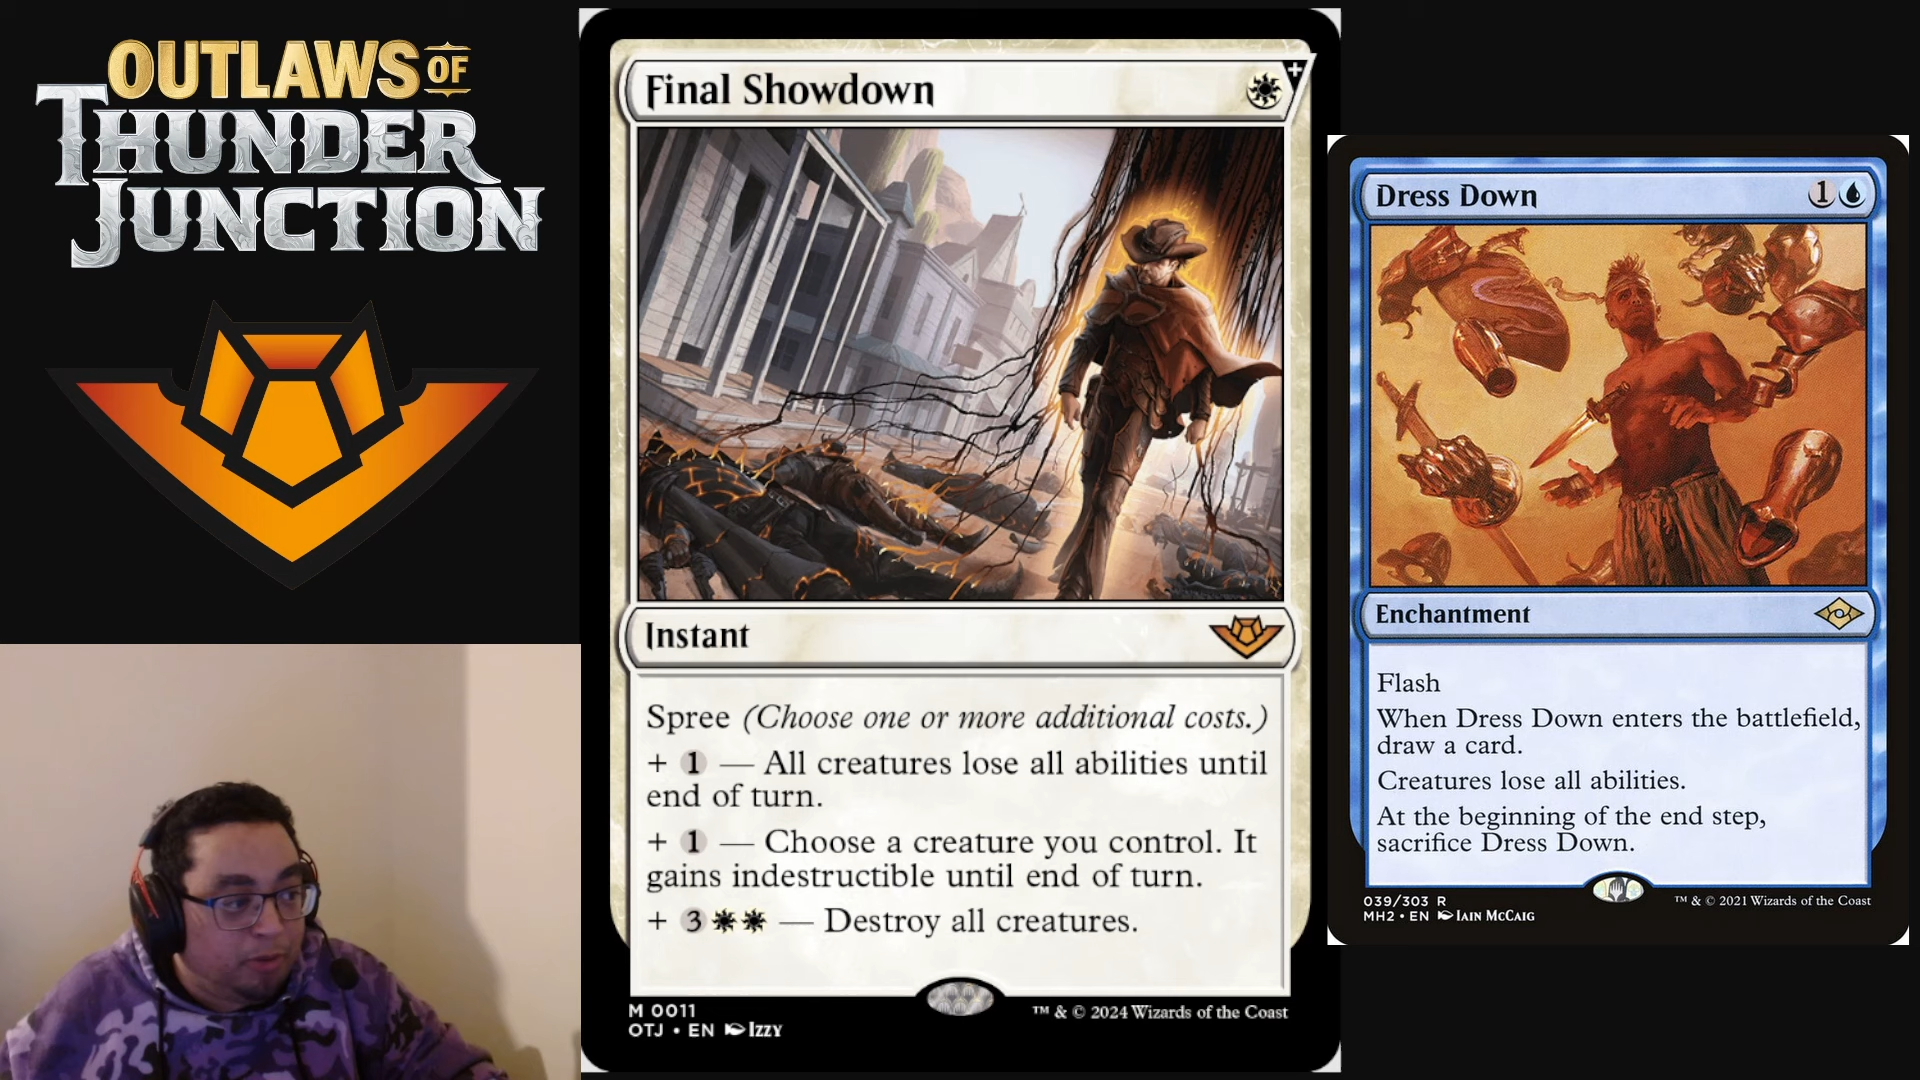 OUTLAWS OF
THUNDER
JUNCTION
Final Showdown
Instant
Spree (Choose one or more additional costs.)
+ 1 — All creatures lose all abilities until
end of turn.
+ 1 — Choose a creature you control. It
gains indestructible until end of turn.
+ 3 — Destroy all creatures.
M 0011
OTJ • EN Izzy
™ & © 2024 Wizards of the Coast
Dress Down
1
Enchantment
Flash
When Dress Down enters the battlefield,
draw a card.
Creatures lose all abilities.
At the beginning of the end step,
sacrifice Dress Down.
039/303 R
MH2 • EN Iain McCaig
™ & © 2021 Wizards of the Coast